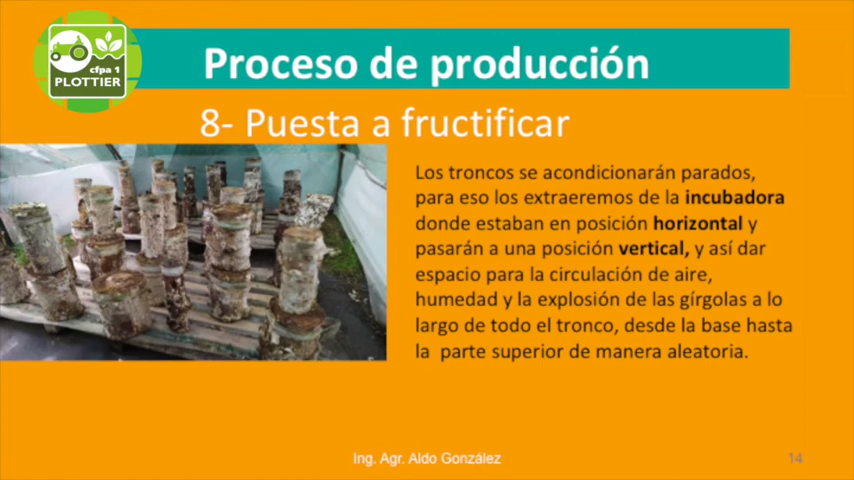 cfpa 1
PLOTTIER
Proceso de producción
8- Puesta a fructificar
Los troncos se acondicionarán parados,
para eso los extraeremos de la incubadora
donde estaban en posición horizontal y
pasarán a una posición vertical, y así dar
espacio para la circulación de aire,
humedad y la explosión de las gírgolas a lo
largo de todo el tronco, desde la base hasta
la parte superior de manera aleatoria.
Ing. Agr. Aldo González
14